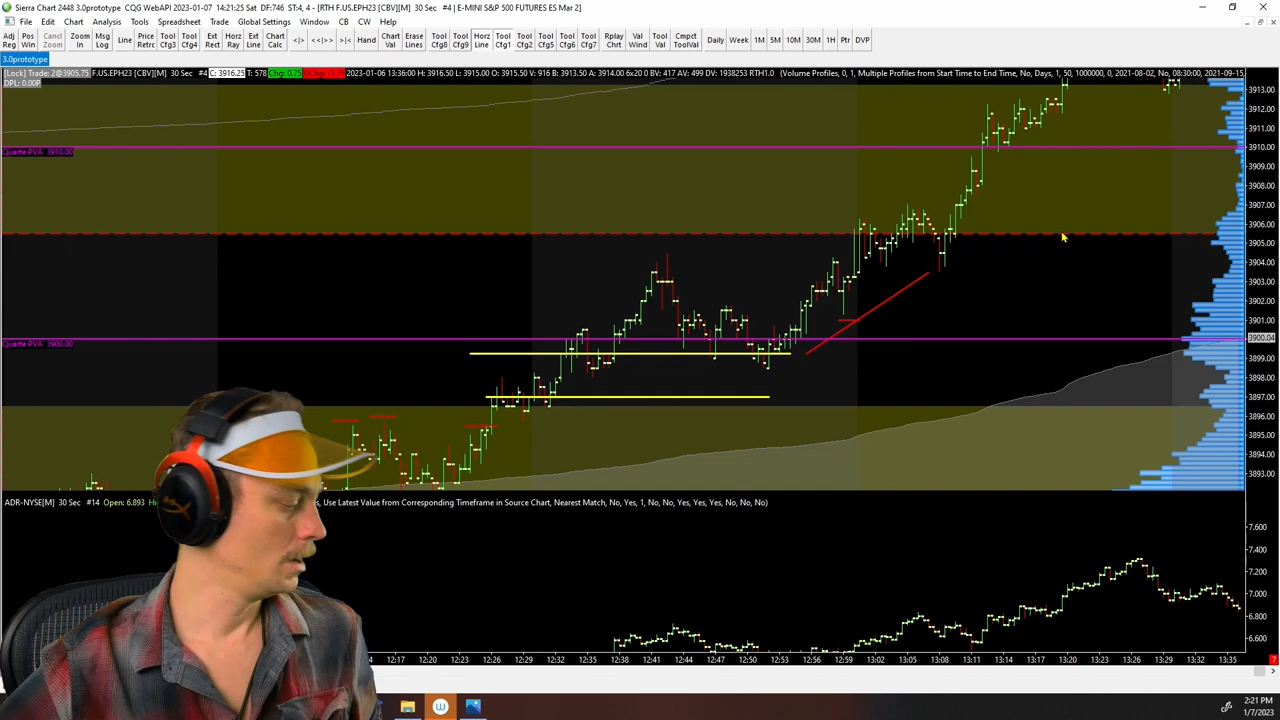 Sierra Chart 2448 3.0prototype CQG WebAPI 2023-01-07 14:21:25 Sat DF:746 ST:4, 4 - [RTH F.US.EPH23 [CBV][M] 30 Sec #4 | E-MINI S&P 500 FUTURES ES Mar 2]
File Edit Chart Analysis Tools Spreadsheet Trade Global Settings Window CB CW Help
Adj Reg
Pos Win
Canc Zoom
Zoom In
Msg Log
Line
Price Retrc
Tool Cfg3
Tool Cfg4
Ext Rect
Horz Ray
Ext Line
Chart Calc
<|>
<<|>>
>|<
Hand
Chart Val
Erase Lines
Tool Cfg8
Tool Cfg9
Horz Line
Tool Cfg1
Tool Cfg2
Tool Cfg5
Tool Cfg6
Tool Cfg7
Rplay Chrt
Val Wind
Tool Val
Cmpct ToolVal
Daily
Week
1M
5M
10M
30M
1H
Ptr
DVP
3.0prototype
[Lock] Trade: 2@3905.75 F.US.EPH23 [CBV][M] 30 Sec #4 C: 3916.25 T: 578 Chg: 0.75 2023-01-06 13:36:00 H: 3916.50 L: 3915.00 O: 3915.50 V: 916 B: 3913.50 A: 3914.00 6x20 0 BV: 417 AV: 499 DV: 1938253 RTH1.0 (Volume Profiles, 0, 1, Multiple Profiles from Start Time to End Time, No, Days, 1, 50, 1000000, 0, 2021-08-02, No, 08:30:00, 2021-09-15,
DPL: 0.00P
3913.00
3912.00
3911.00
Quarte PVA 3910.00
3910.00
3909.00
3908.00
3907.00
3906.00
3905.00
3904.00
3903.00
3902.00
3901.00
Quarte PVA 3900.00
3900.04
3899.00
3898.00
3897.00
3896.00
3895.00
3894.00
3893.00
ADR-NYSE[M] 30 Sec #14 Open: 6.893 , Use Latest Value from Corresponding Timeframe in Source Chart, Nearest Match, No, Yes, 1, No, No, Yes, Yes, Yes, No, No, No)
7.600
7.400
7.200
7.000
6.800
6.600
12:17 12:20 12:23 12:26 12:29 12:32 12:35 12:38 12:41 12:44 12:47 12:50 12:53 12:56 12:59 13:02 13:05 13:08 13:11 13:14 13:17 13:20 13:23 13:26 13:29 13:32 13:35 7
2:21 PM
1/7/2023